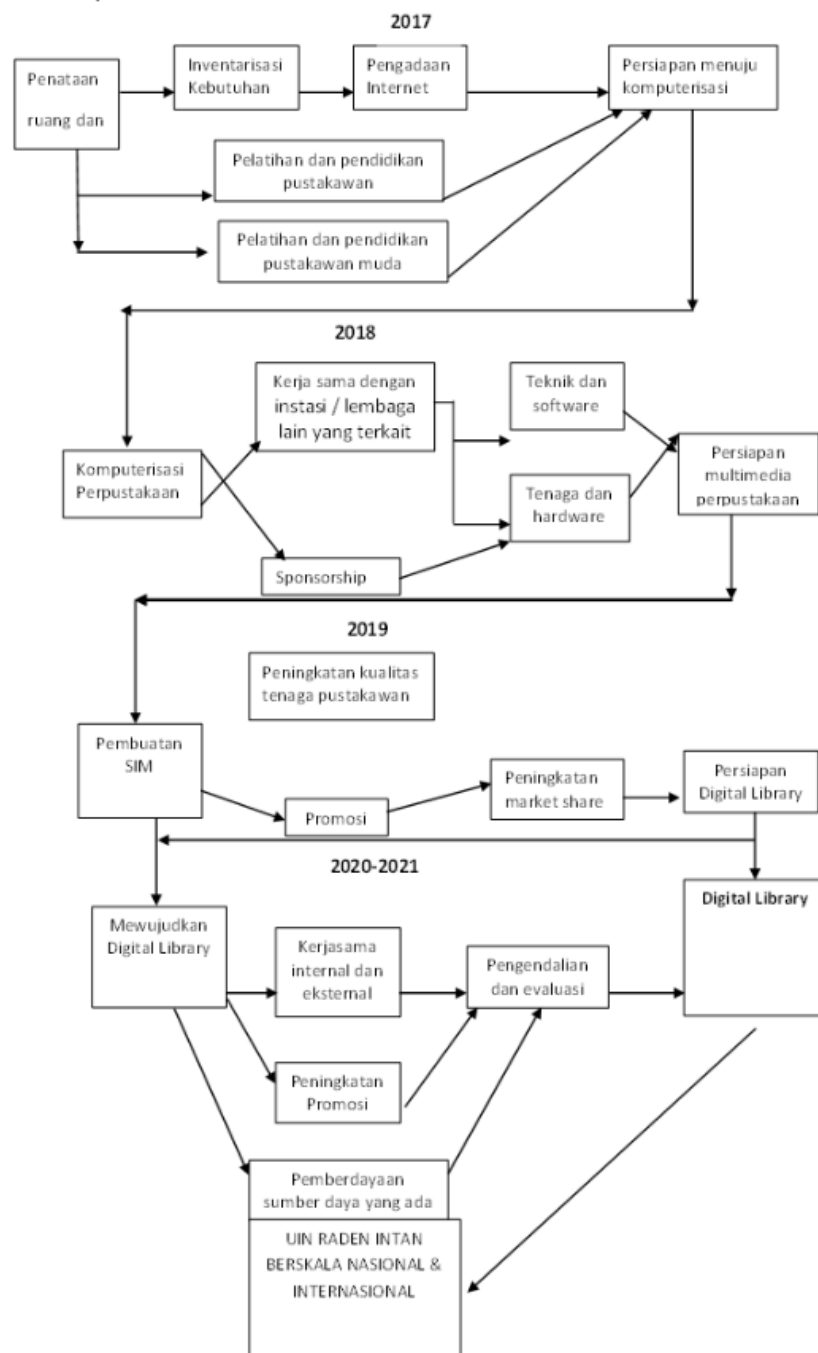 2017
Penataan
ruang dan
Inventarisasi
Kebutuhan
Pengadaan
Internet
Persiapan menuju
komputerisasi
Pelatihan dan pendidikan
pustakawan
Pelatihan dan pendidikan
pustakawan muda
2018
Komputerisasi
Perpustakaan
Kerja sama dengan
instasi / lembaga
lain yang terkait
Sponsorship
Teknik dan
software
Tenaga dan
hardware
Persiapan
multimedia
perpustakaan
2019
Peningkatan kualitas
tenaga pustakawan
Pembuatan
SIM
Promosi
Peningkatan
market share
Persiapan
Digital Library
2020-2021
Mewujudkan
Digital Library
Kerjasama
internal dan
eksternal
Peningkatan
Promosi
Pemberdayaan
sumber daya yang ada
Pengendalian
dan evaluasi
Digital Library
UIN RADEN INTAN
BERSKALA NASIONAL &
INTERNASIONAL